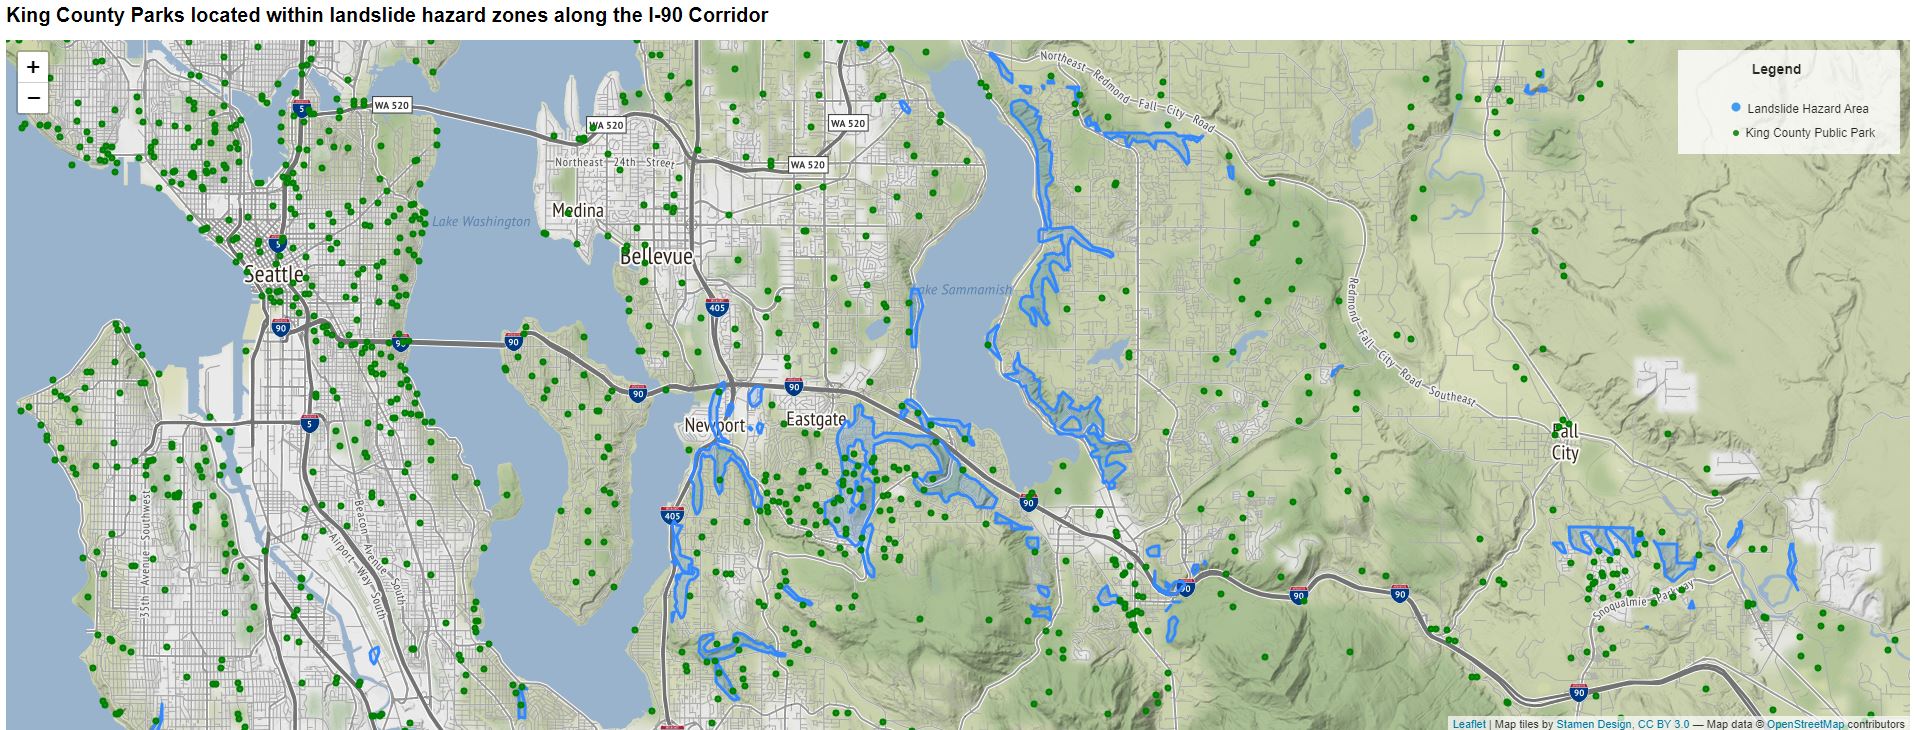 King County Parks located within landslide hazard zones along the I-90 Corridor
+
−
Legend
Landslide Hazard Area
King County Public Park
Northeast Redmond Fall City Road
5
WA 520
WA 520
WA 520
Northeast 24th Street
WA 520
Medina
Lake Washington
5
Bellevue
Seattle
Lake Sammamish
Redmond Fall City Road Southeast
405
90
90
90
90
90
5
Newport
Eastgate
Fall
City
35th Avenue Southwest
Beacon Avenue South
Airport Way South
405
90
90
90
90
Snoqualmie Parkway
90
Leaflet | Map tiles by Stamen Design, CC BY 3.0 — Map data © OpenStreetMap contributors